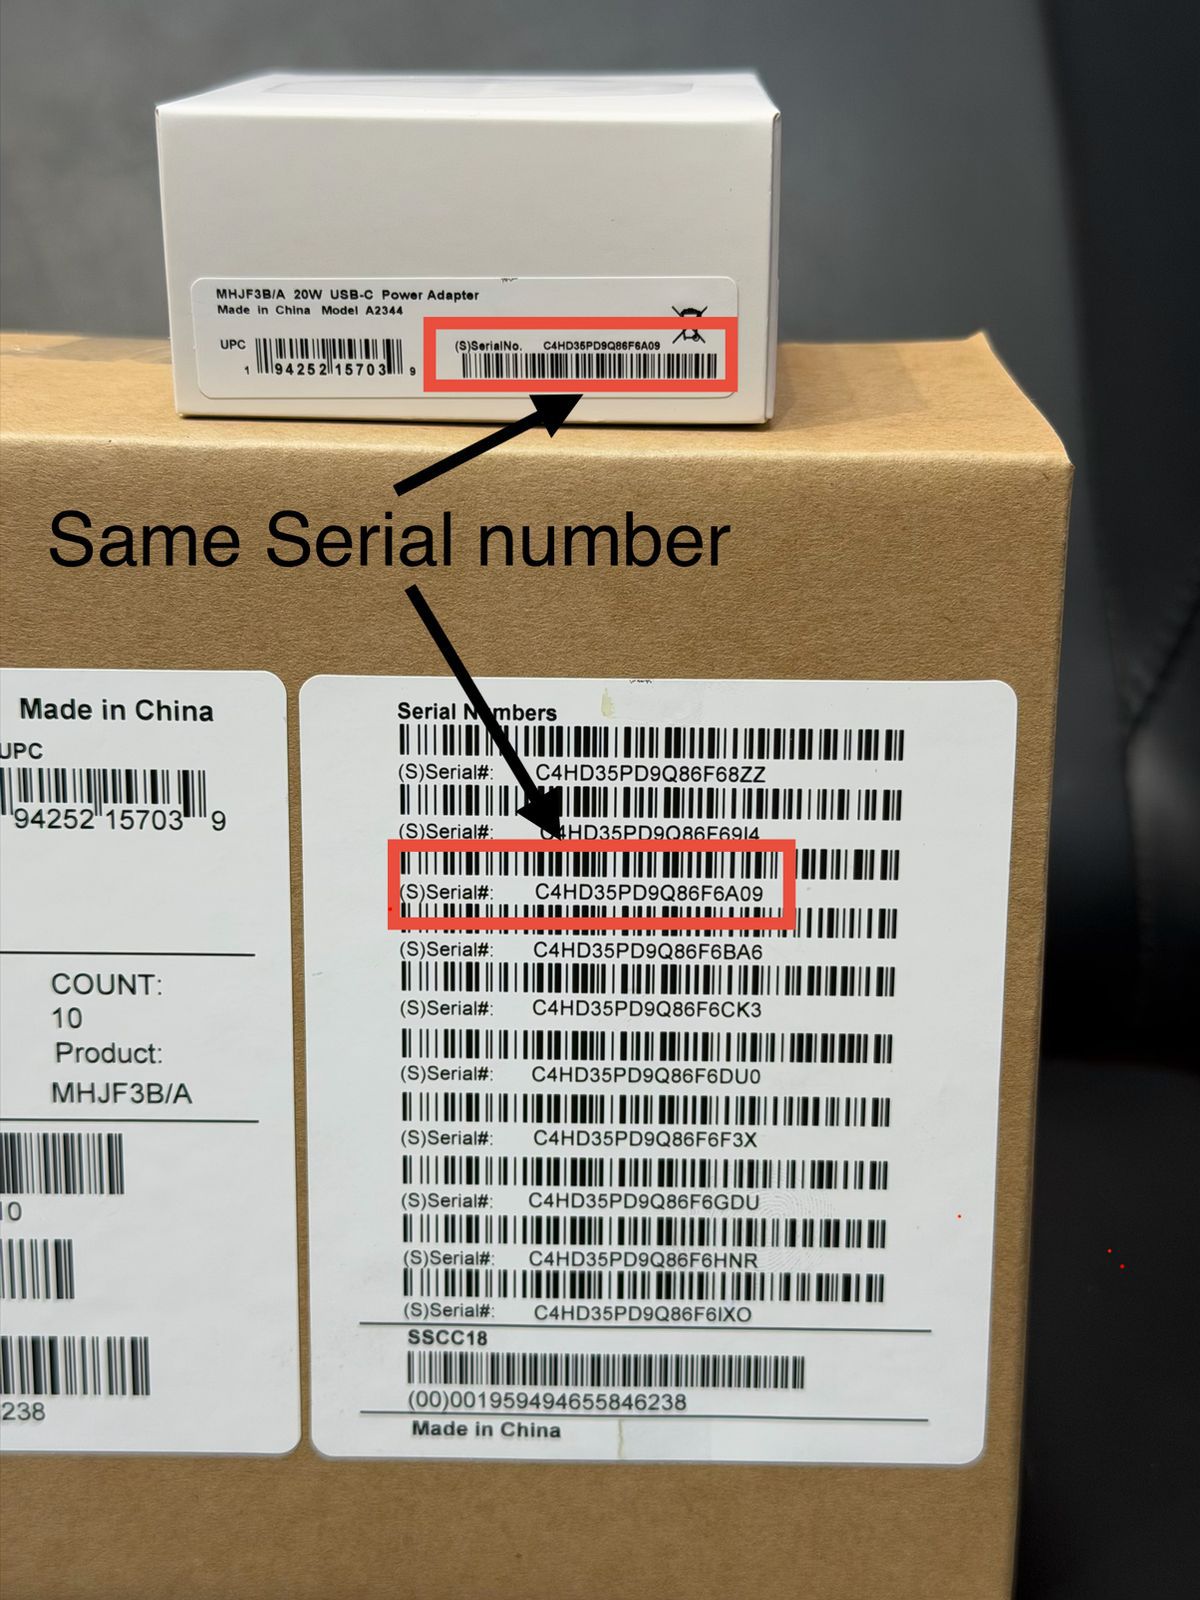 MHJF3B/A 20W USB-C Power Adapter
Made in China Model A2344
UPC
1 94252 15703 9
(S)SerialNo. C4HD35PD9Q86F6A09
Same Serial number
Made in China
UPC
94252 15703 9
COUNT:
10
Product:
MHJF3B/A
10
238
Serial Numbers
(S)Serial#: C4HD35PD9Q86F68ZZ
(S)Serial#: C4HD35PD9Q86F69I4
(S)Serial#: C4HD35PD9Q86F6A09
(S)Serial#: C4HD35PD9Q86F6BA6
(S)Serial#: C4HD35PD9Q86F6CK3
(S)Serial#: C4HD35PD9Q86F6DU0
(S)Serial#: C4HD35PD9Q86F6F3X
(S)Serial#: C4HD35PD9Q86F6GDU
(S)Serial#: C4HD35PD9Q86F6HNR
(S)Serial#: C4HD35PD9Q86F6IXO
SSCC18
(00)001959494655846238
Made in China